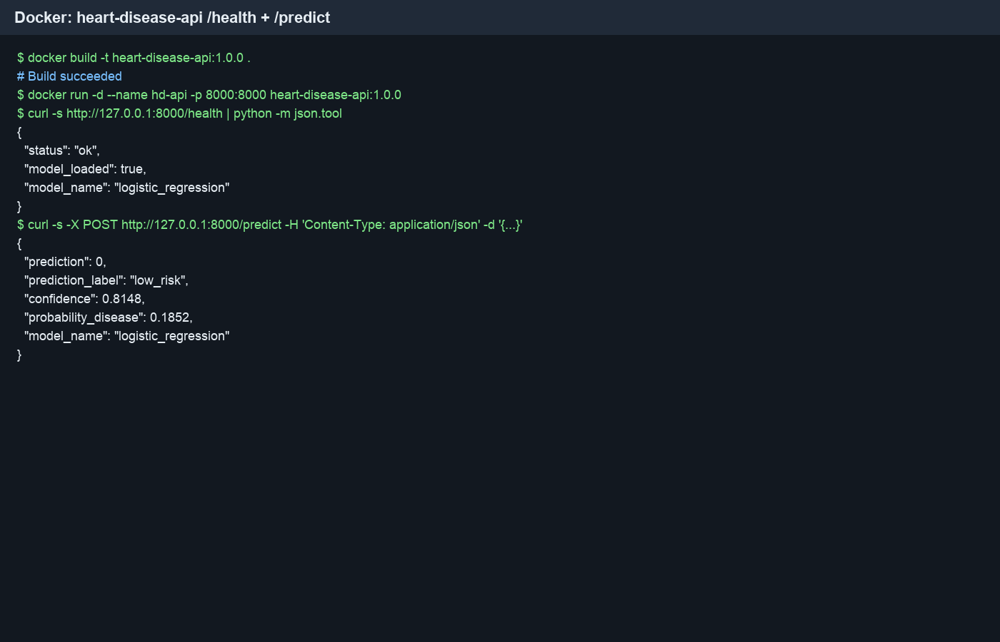 Docker: heart-disease-api /health + /predict
$ docker build -t heart-disease-api:1.0.0 .
# Build succeeded
$ docker run -d --name hd-api -p 8000:8000 heart-disease-api:1.0.0
$ curl -s http://127.0.0.1:8000/health | python -m json.tool
{
  "status": "ok",
  "model_loaded": true,
  "model_name": "logistic_regression"
}
$ curl -s -X POST http://127.0.0.1:8000/predict -H 'Content-Type: application/json' -d '{...}'
{
  "prediction": 0,
  "prediction_label": "low_risk",
  "confidence": 0.8148,
  "probability_disease": 0.1852,
  "model_name": "logistic_regression"
}